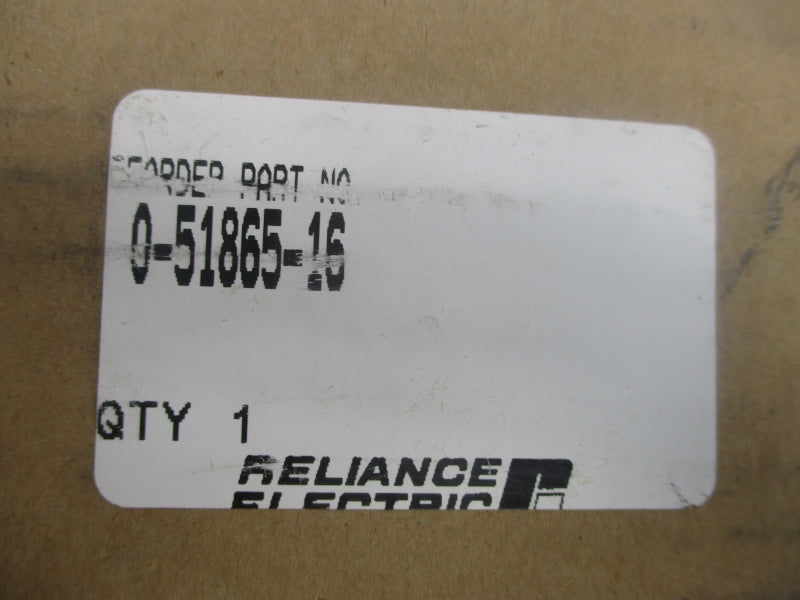 REORDER PART NO.
0-51865-16
QTY 1
RELIANCE
ELECTRIC